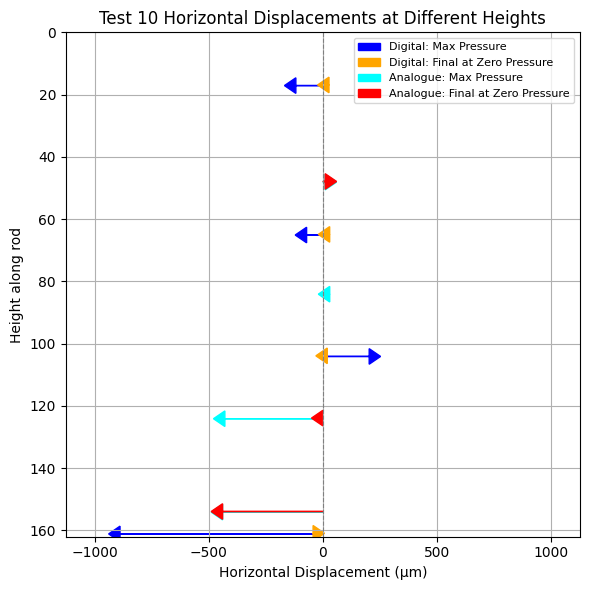 Test 10 Horizontal Displacements at Different Heights
Digital: Max Pressure
Digital: Final at Zero Pressure
Analogue: Max Pressure
Analogue: Final at Zero Pressure
Height along rod
0
20
40
60
80
100
120
140
160
−1000
−500
0
500
1000
Horizontal Displacement (µm)